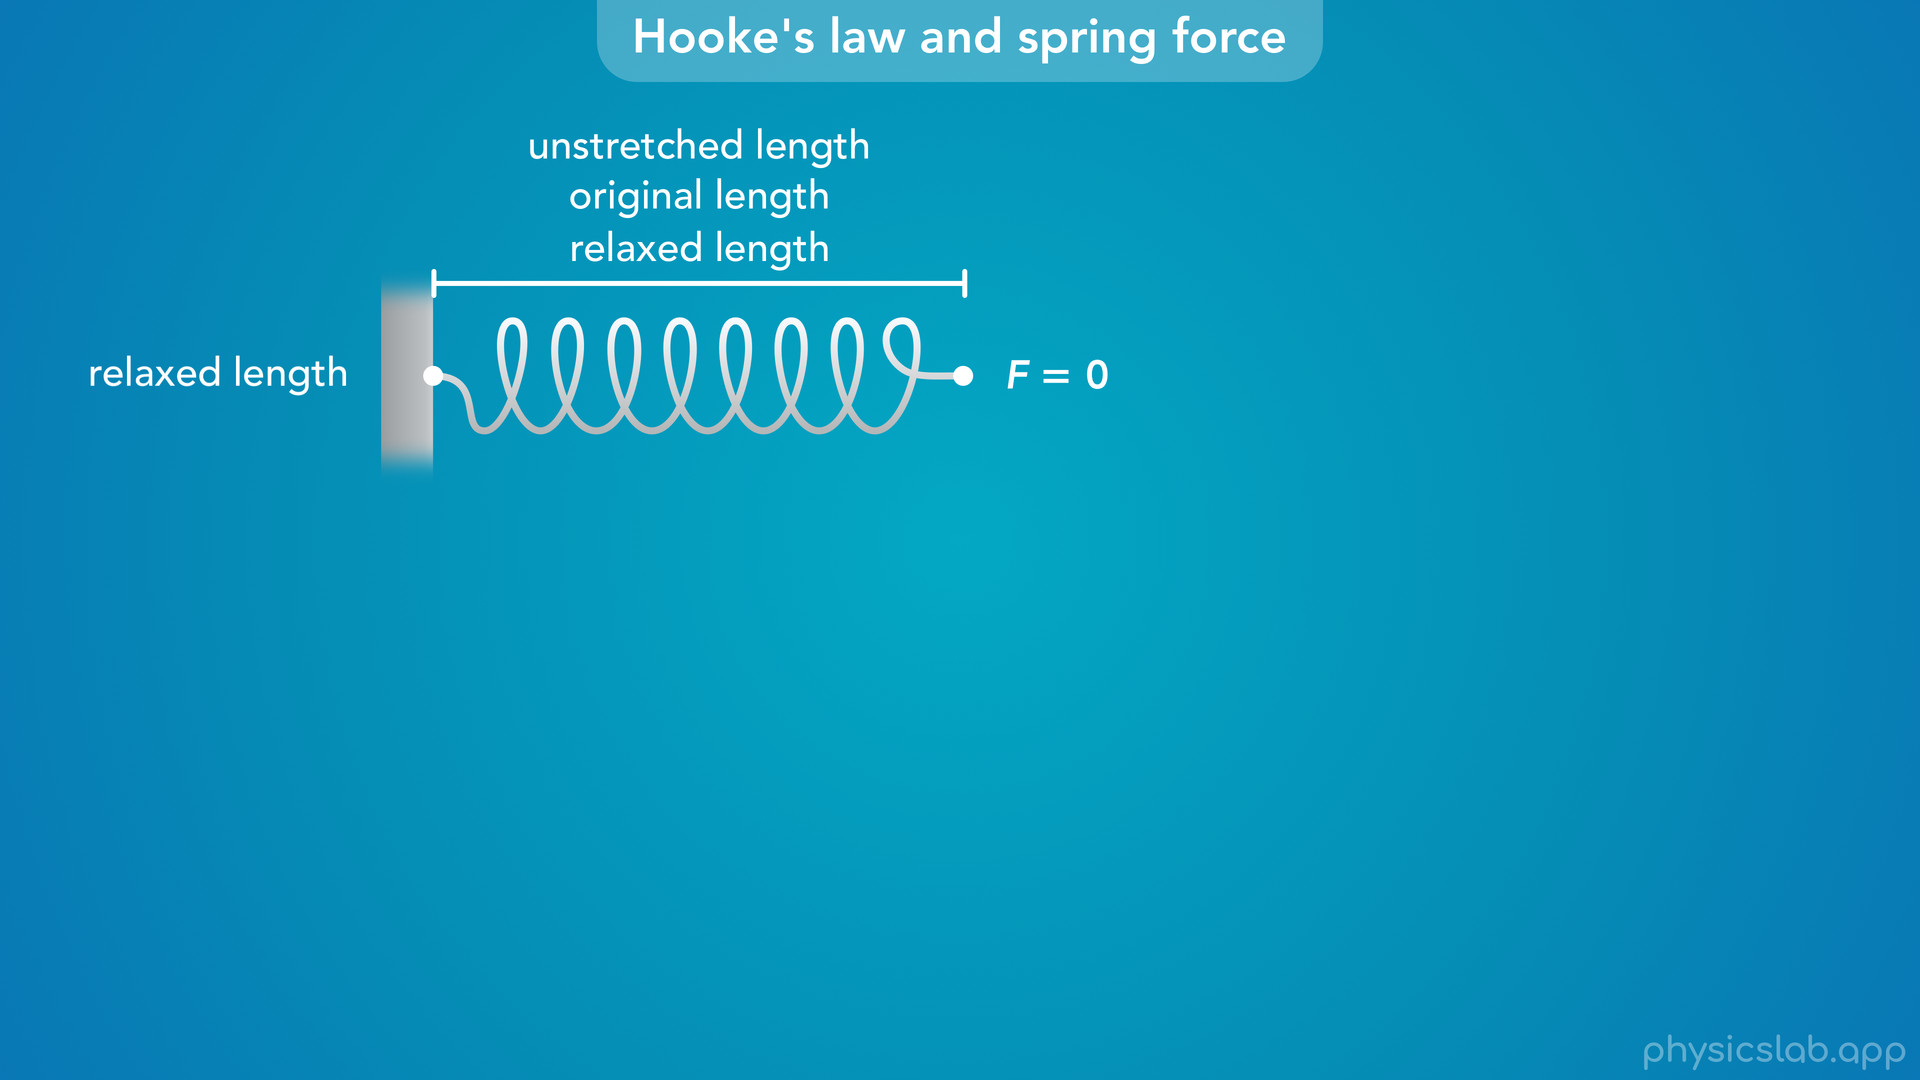 Hooke's law and spring force
unstretched length
original length
relaxed length
relaxed length
F = 0
physicslab.app